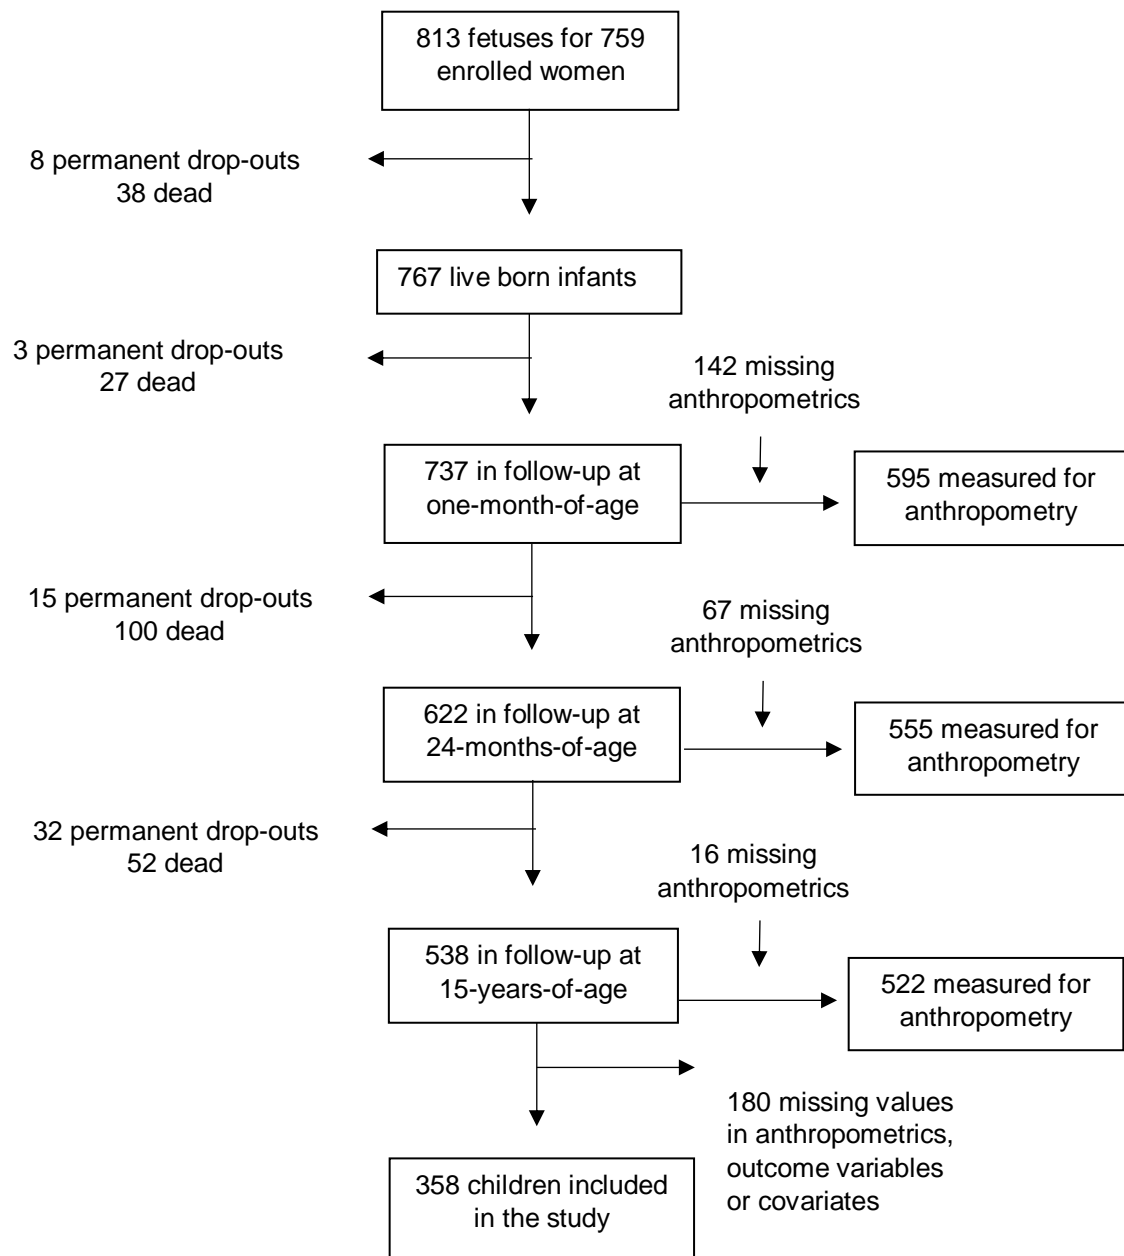 813 fetuses for 759
enrolled women
8 permanent drop-outs
38 dead
767 live born infants
3 permanent drop-outs
27 dead
142 missing
anthropometrics
737 in follow-up at
one-month-of-age
595 measured for
anthropometry
15 permanent drop-outs
100 dead
67 missing
anthropometrics
622 in follow-up at
24-months-of-age
555 measured for
anthropometry
32 permanent drop-outs
52 dead
16 missing
anthropometrics
538 in follow-up at
15-years-of-age
522 measured for
anthropometry
180 missing values
in anthropometrics,
outcome variables
or covariates
358 children included
in the study